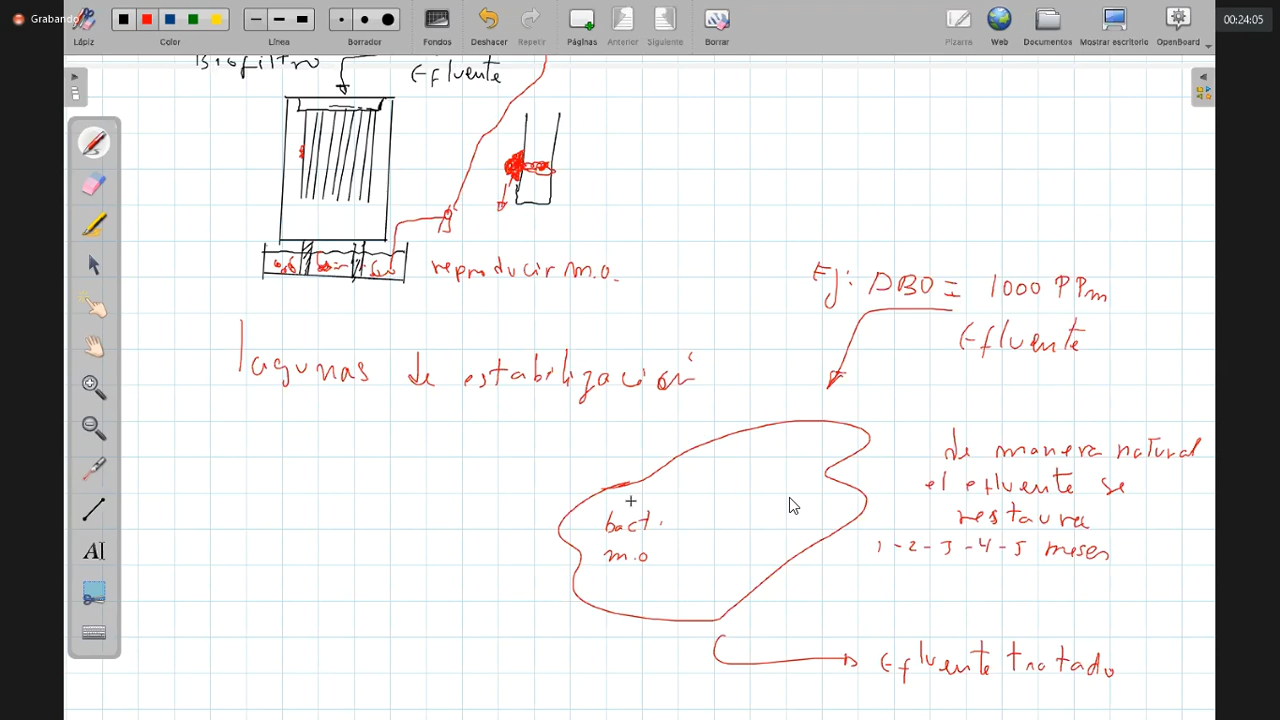 Grabando
00:24:05
Lápiz
Color
Línea
Borrador
Fondos
Deshacer
Repetir
Páginas
Anterior
Siguiente
Borrar
Pizarra
Web
Documentos
Mostrar escritorio
OpenBoard
Biofiltro
Efluente
reproducir m.o.
Ej: DBO = 1000 PPm
Efluente
lagunas de estabilización
de manera natural
el efluente se
restaura
1 - 2 - 3 - 4 - 5 meses
+
bact.
m.o
Efluente tratado
AI